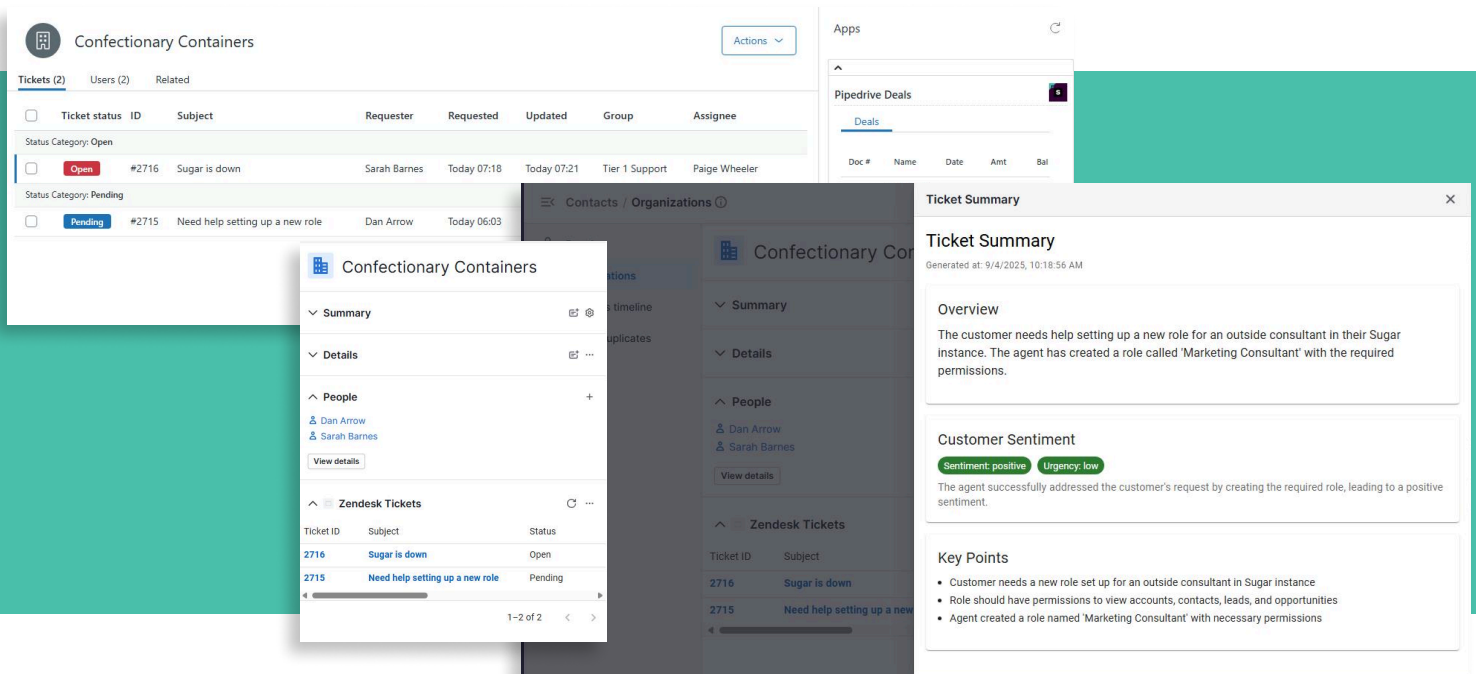 Confectionary Containers
Actions
Tickets (2) Users (2) Related
Ticket status ID Subject Requester Requested Updated Group Assignee
Status Category: Open
Open #2716 Sugar is down Sarah Barnes Today 07:18 Today 07:21 Tier 1 Support Paige Wheeler
Status Category: Pending
Pending #2715 Need help setting up a new role Dan Arrow Today 06:03
Apps
Pipedrive Deals
s
Deals
Doc # Name Date Amt Bal
Confectionary Containers
Summary
Details
People
+
Dan Arrow
Sarah Barnes
View details
Zendesk Tickets
Ticket ID Subject Status
2716 Sugar is down Open
2715 Need help setting up a new role Pending
1–2 of 2
Contacts / Organizations
ations
timeline
uplicates
Confectionary Cor
Summary
Details
People
Dan Arrow
Sarah Barnes
View details
Zendesk Tickets
Ticket ID Subject
2716 Sugar is down
2715 Need help setting up a new
Ticket Summary
Ticket Summary
Generated at: 9/4/2025, 10:18:56 AM
Overview
The customer needs help setting up a new role for an outside consultant in their Sugar
instance. The agent has created a role called 'Marketing Consultant' with the required
permissions.
Customer Sentiment
Sentiment: positive Urgency: low
The agent successfully addressed the customer's request by creating the required role, leading to a positive
sentiment.
Key Points
• Customer needs a new role set up for an outside consultant in Sugar instance
• Role should have permissions to view accounts, contacts, leads, and opportunities
• Agent created a role named 'Marketing Consultant' with necessary permissions